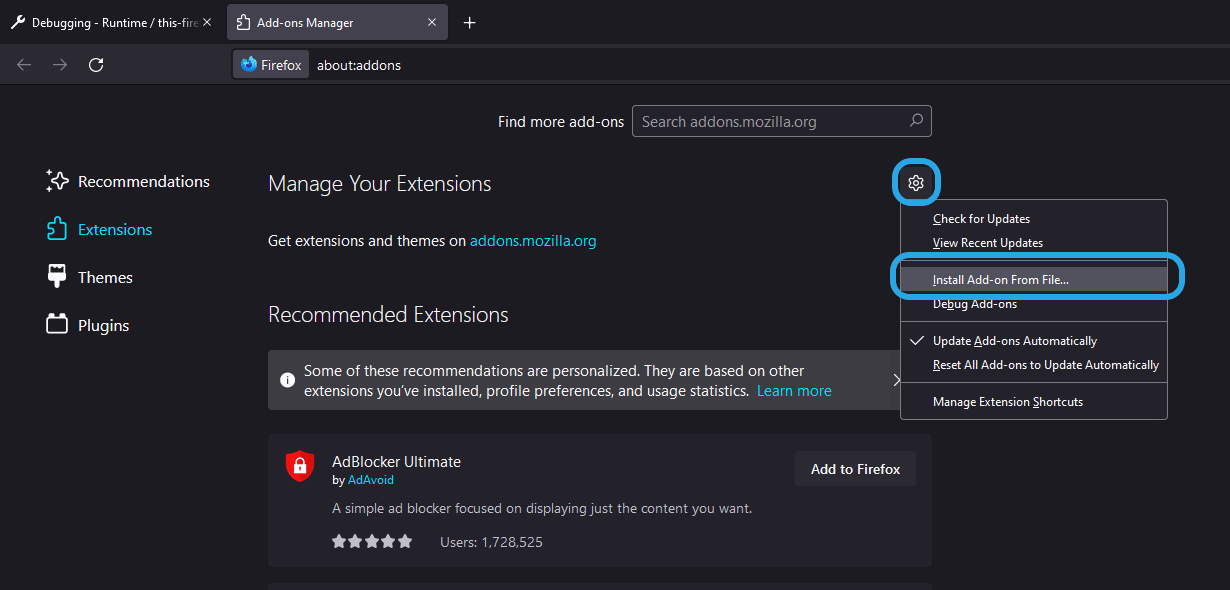 Debugging - Runtime / this-fire
Add-ons Manager
Firefox
about:addons
Find more add-ons
Search addons.mozilla.org
Recommendations
Extensions
Themes
Plugins
Manage Your Extensions
Get extensions and themes on addons.mozilla.org
Recommended Extensions
Some of these recommendations are personalized. They are based on other
extensions you've installed, profile preferences, and usage statistics. Learn more
AdBlocker Ultimate
by AdAvoid
Add to Firefox
A simple ad blocker focused on displaying just the content you want.
Users: 1,728,525
Check for Updates
View Recent Updates
Install Add-on From File...
Debug Add-ons
Update Add-ons Automatically
Reset All Add-ons to Update Automatically
Manage Extension Shortcuts